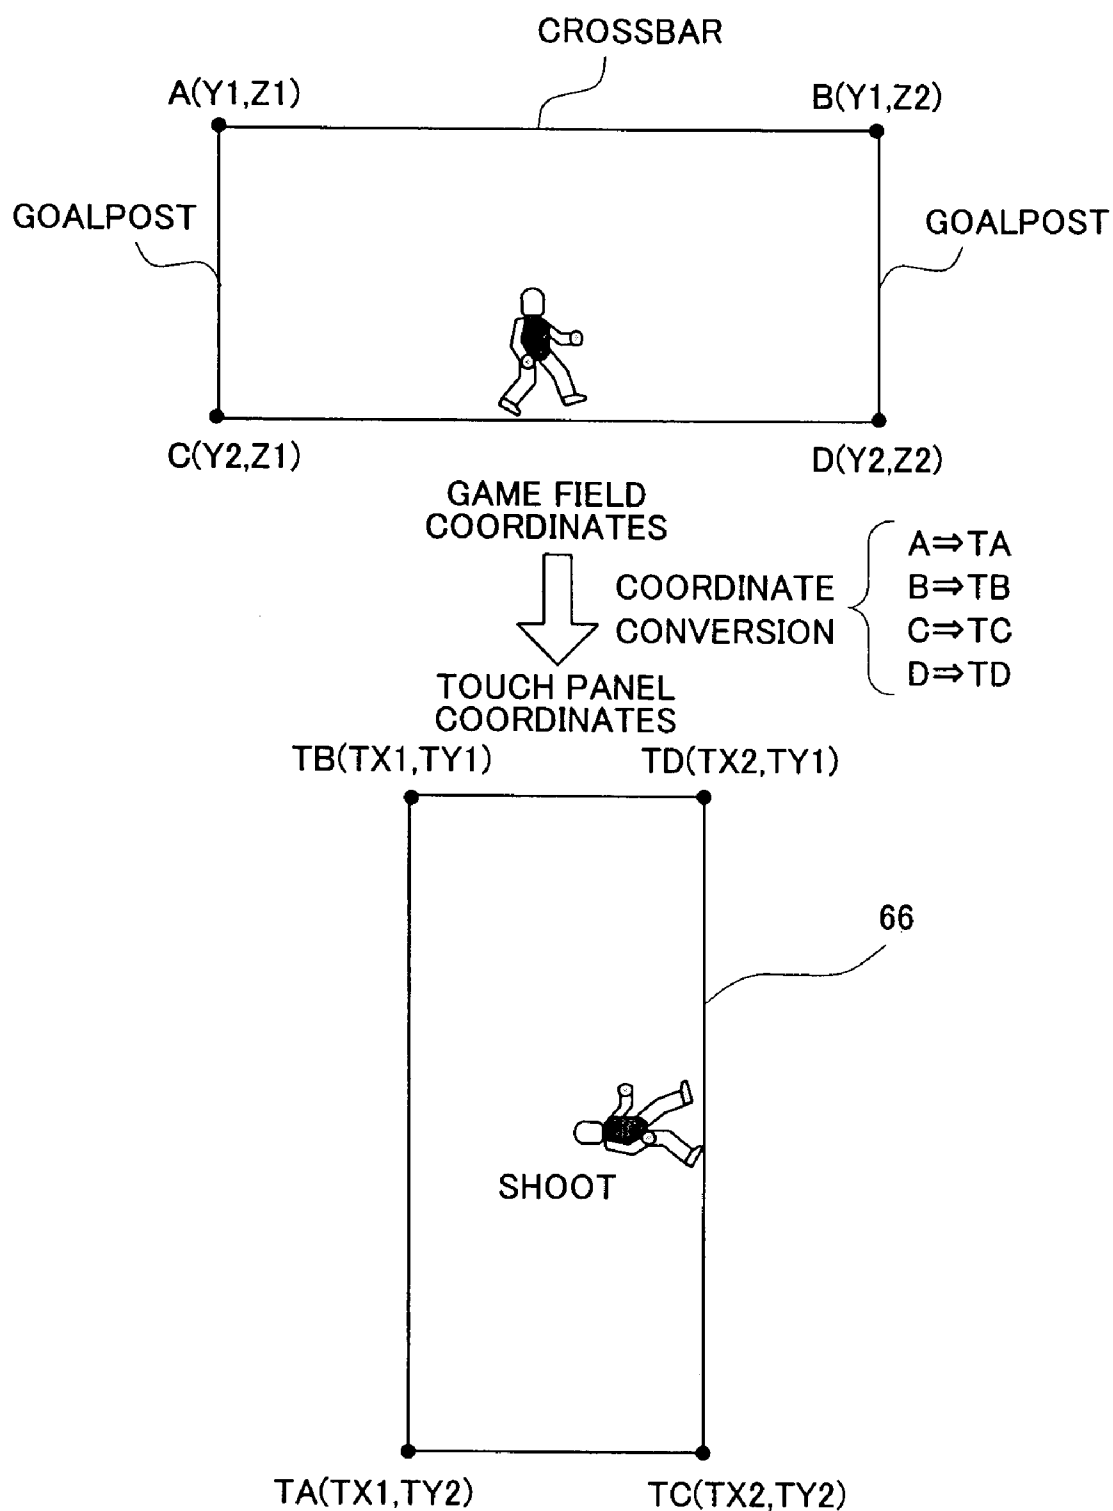 CROSSBAR
A(Y1,Z1)
B(Y1,Z2)
GOALPOST
GOALPOST
C(Y2,Z1)
D(Y2,Z2)
GAME FIELD
COORDINATES
COORDINATE
CONVERSION
A⇒TA
B⇒TB
C⇒TC
D⇒TD
TOUCH PANEL
COORDINATES
TB(TX1,TY1)
TD(TX2,TY1)
66
SHOOT
TA(TX1,TY2)
TC(TX2,TY2)